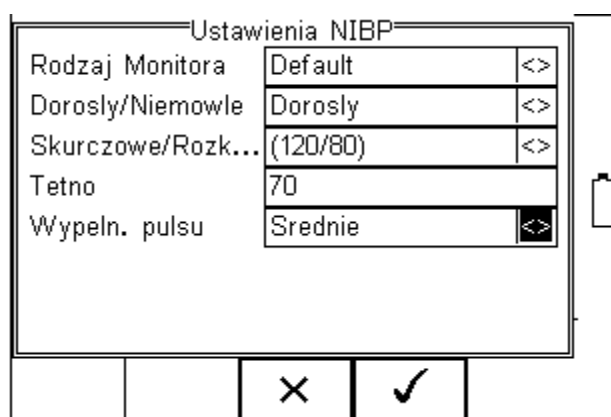 Ustawienia NIBP
Rodzaj Monitora Default <>
Dorosly/Niemowle Dorosly <>
Skurczowe/Rozk... (120/80) <>
Tetno 70
Wypeln. pulsu Srednie <>